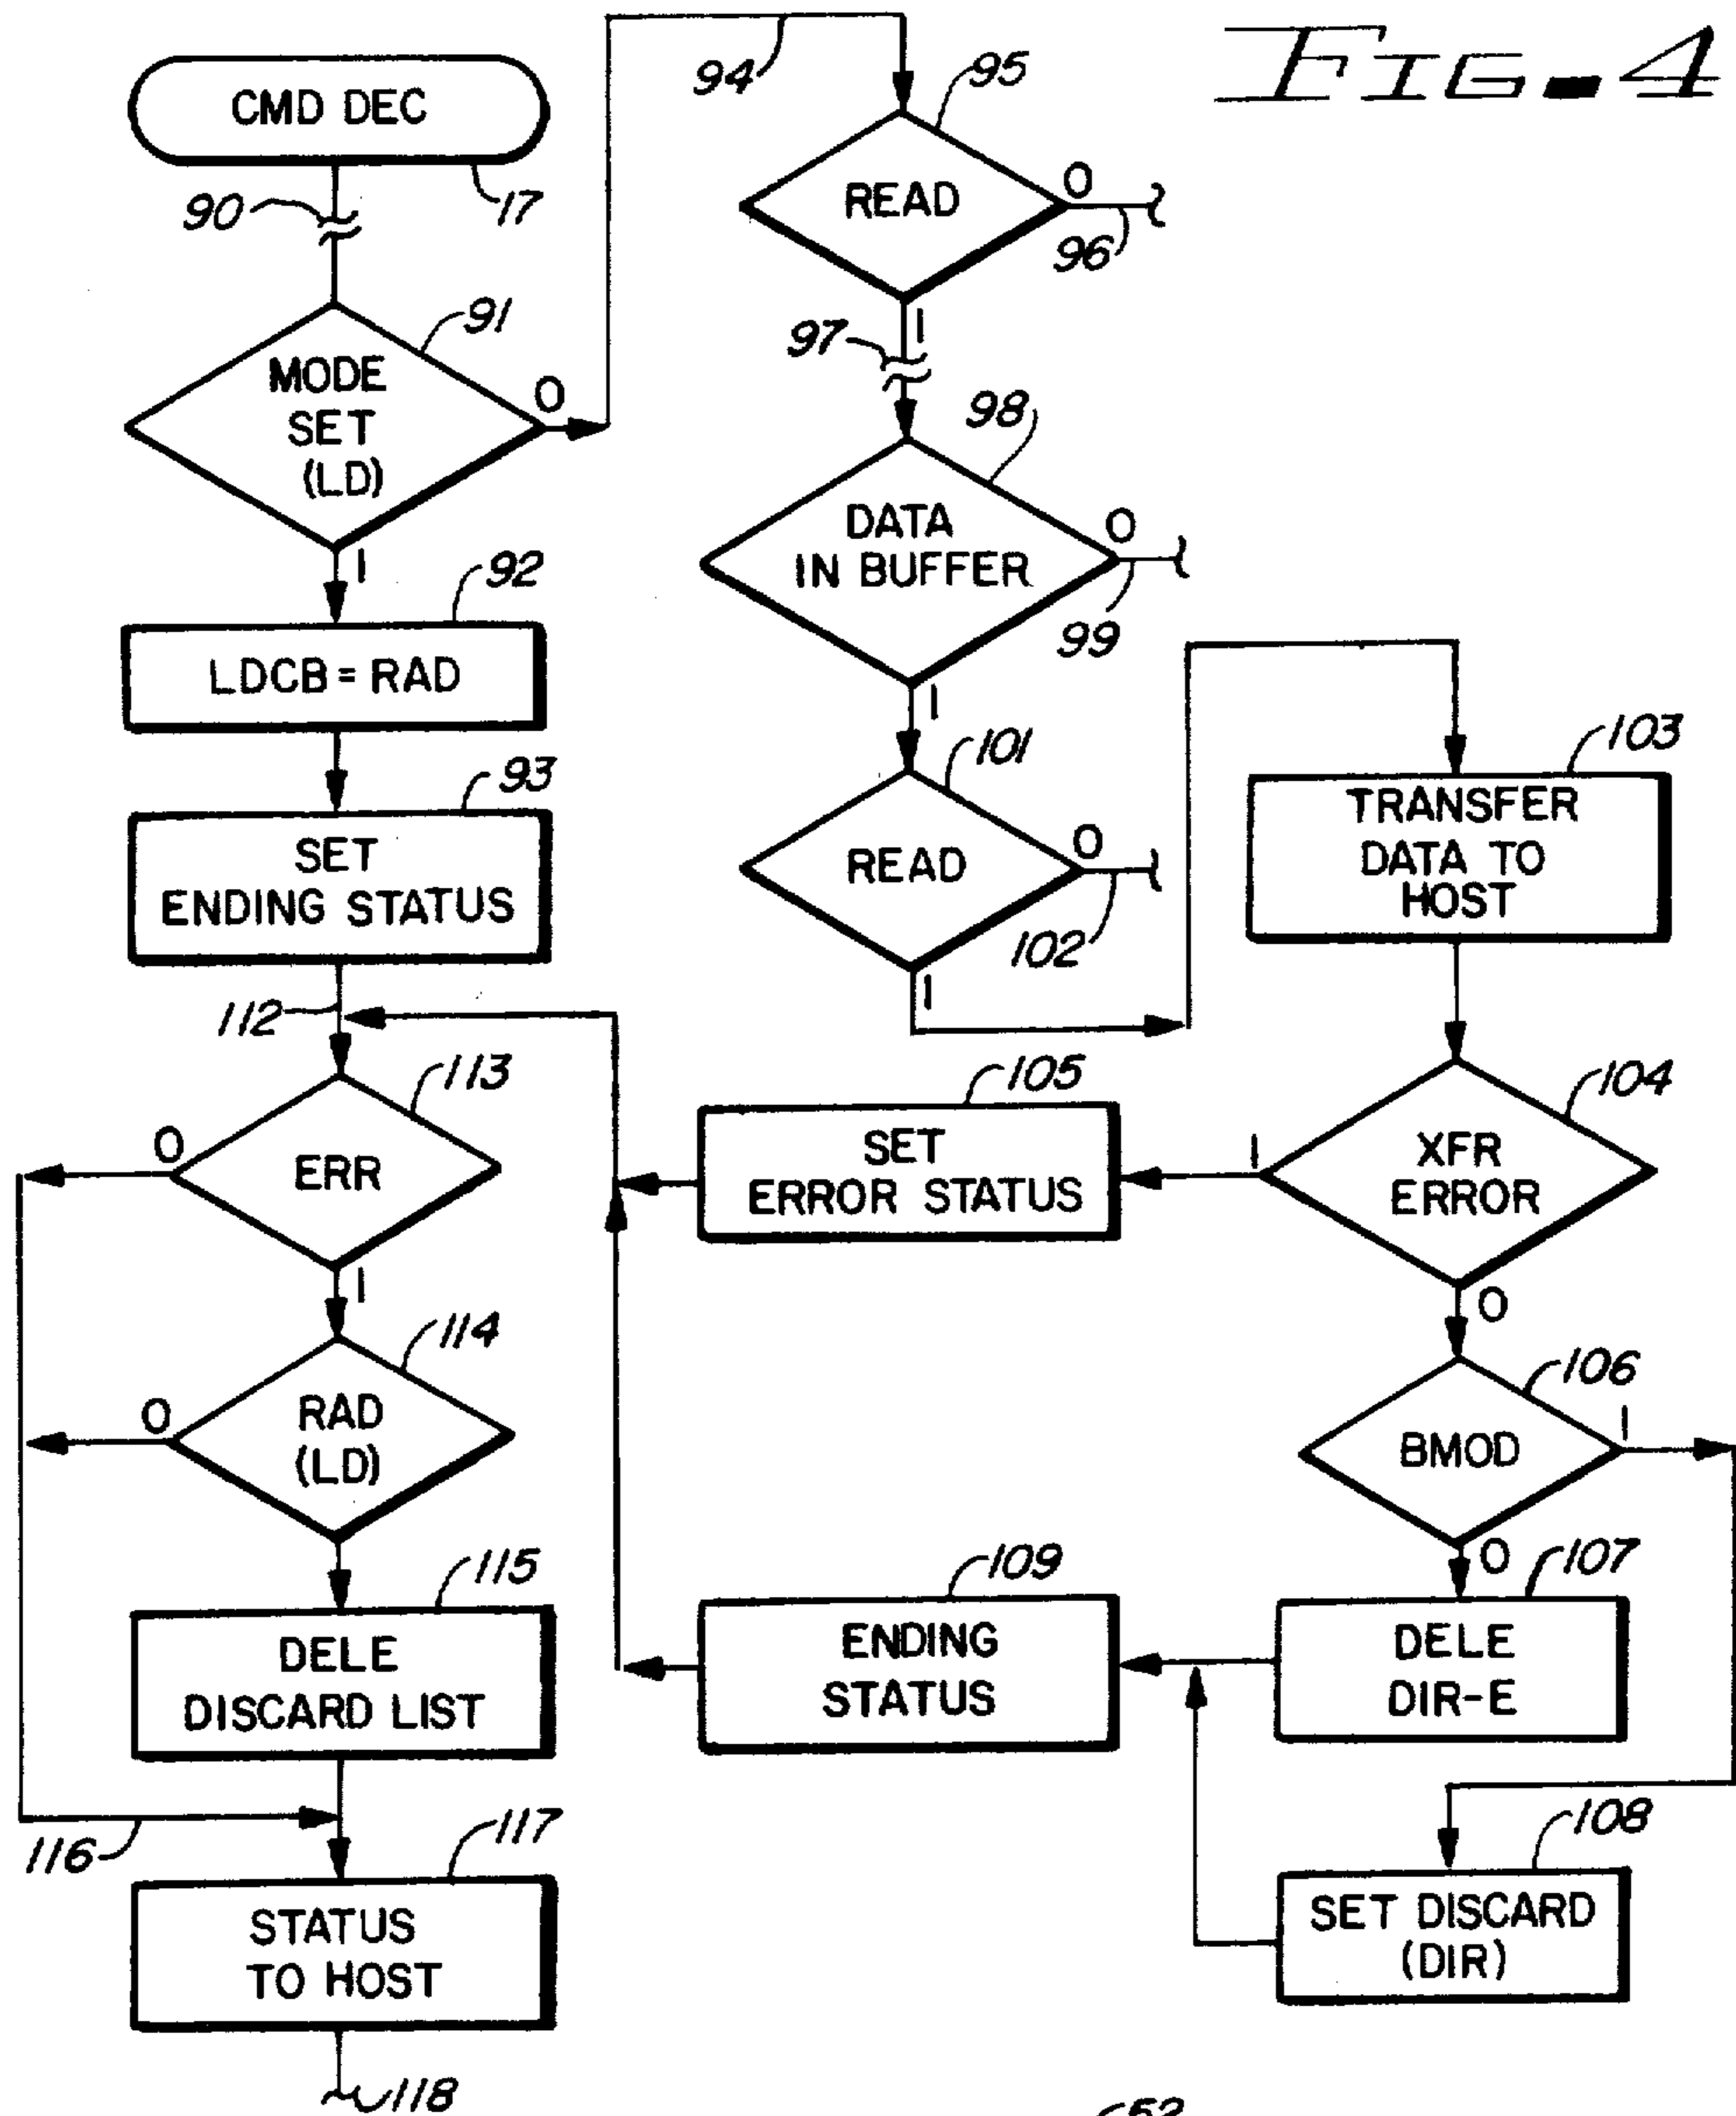 FIG-4
CMD DEC
17
90
91
MODE
SET
(LD)
0
1
92
LDCB = RAD
93
SET
ENDING STATUS
94
95
READ
0
96
1
97
98
DATA
IN BUFFER
0
99
1
101
READ
0
102
1
103
TRANSFER
DATA TO
HOST
104
XFR
ERROR
1
0
105
SET
ERROR STATUS
106
BMOD
1
0
107
DELE
DIR-E
108
SET DISCARD
(DIR)
109
ENDING
STATUS
112
113
ERR
0
1
114
RAD
(LD)
0
115
DELE
DISCARD LIST
116
117
STATUS
TO HOST
118
52